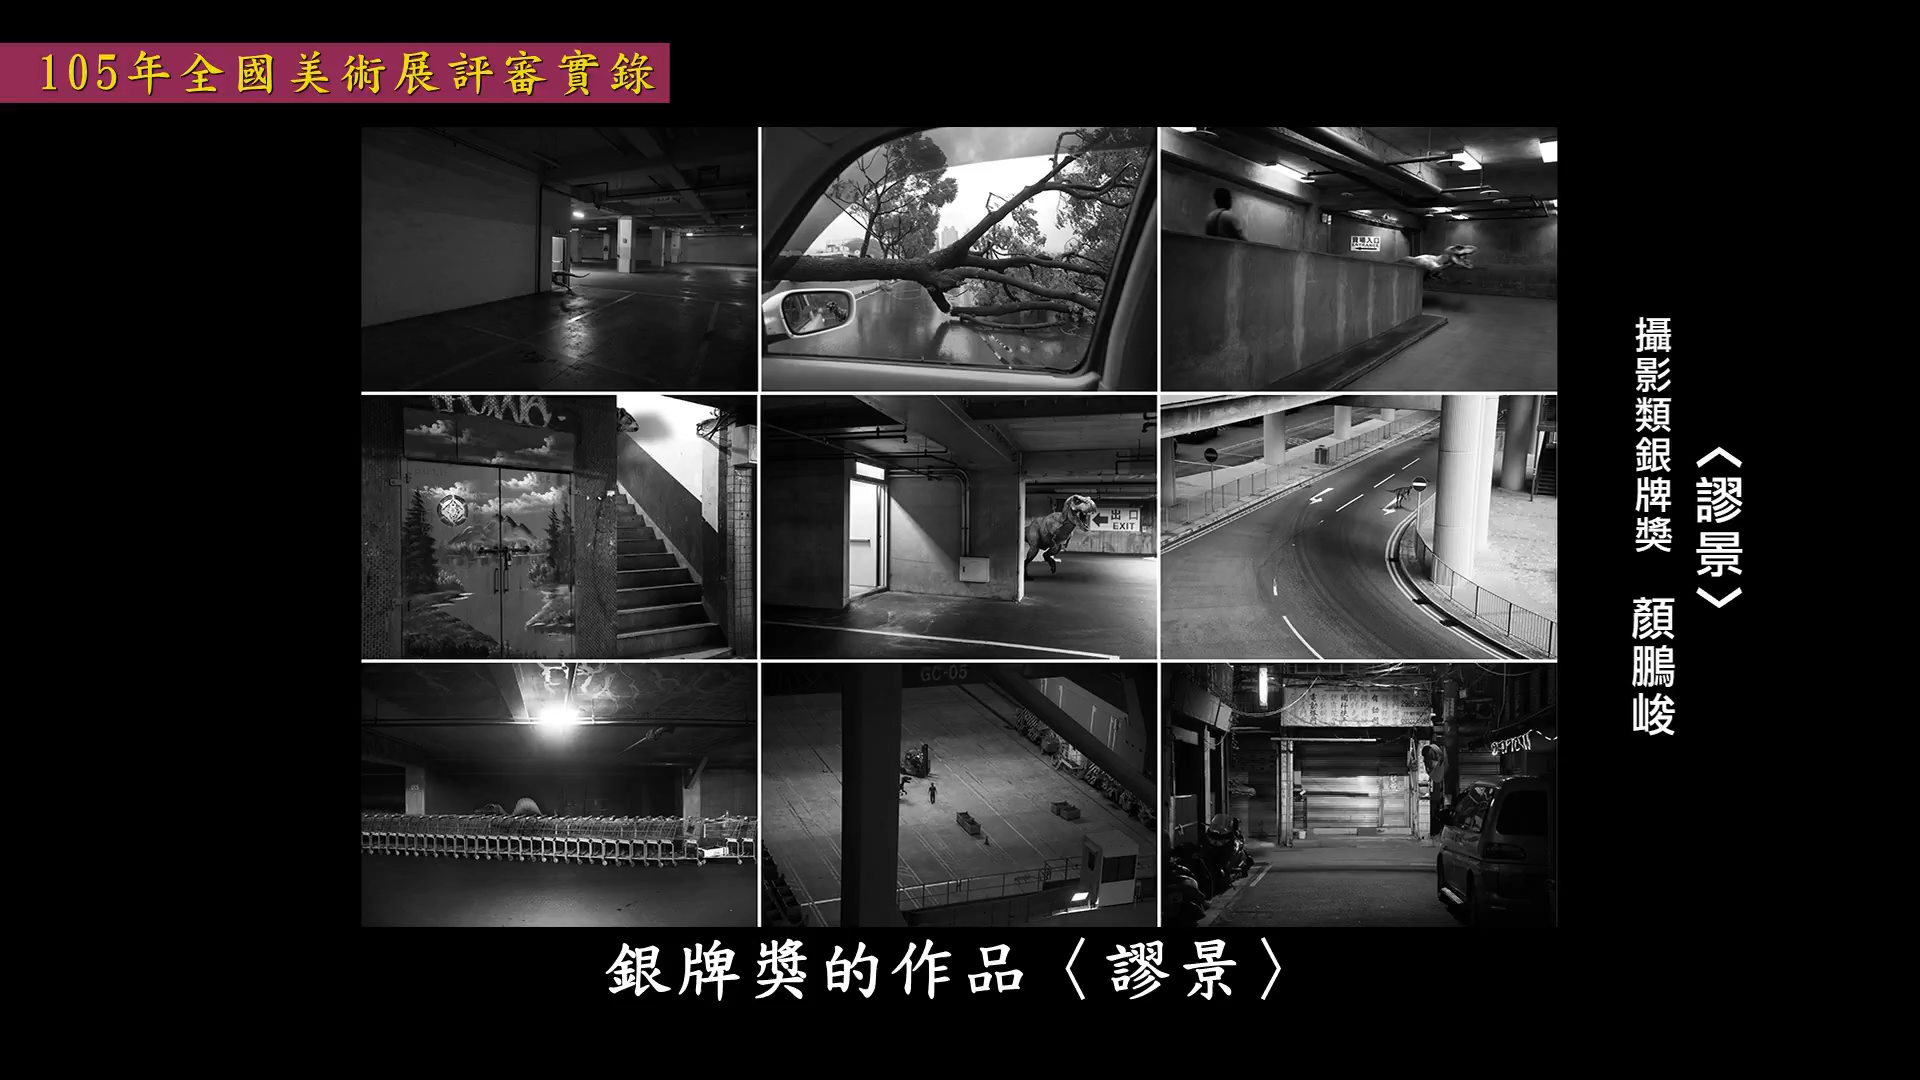 105年全國美術展評審實錄
〈謬景〉
攝影類銀牌獎 顏鵬峻
出口
EXIT
GC-05
銀牌獎的作品〈謬景〉